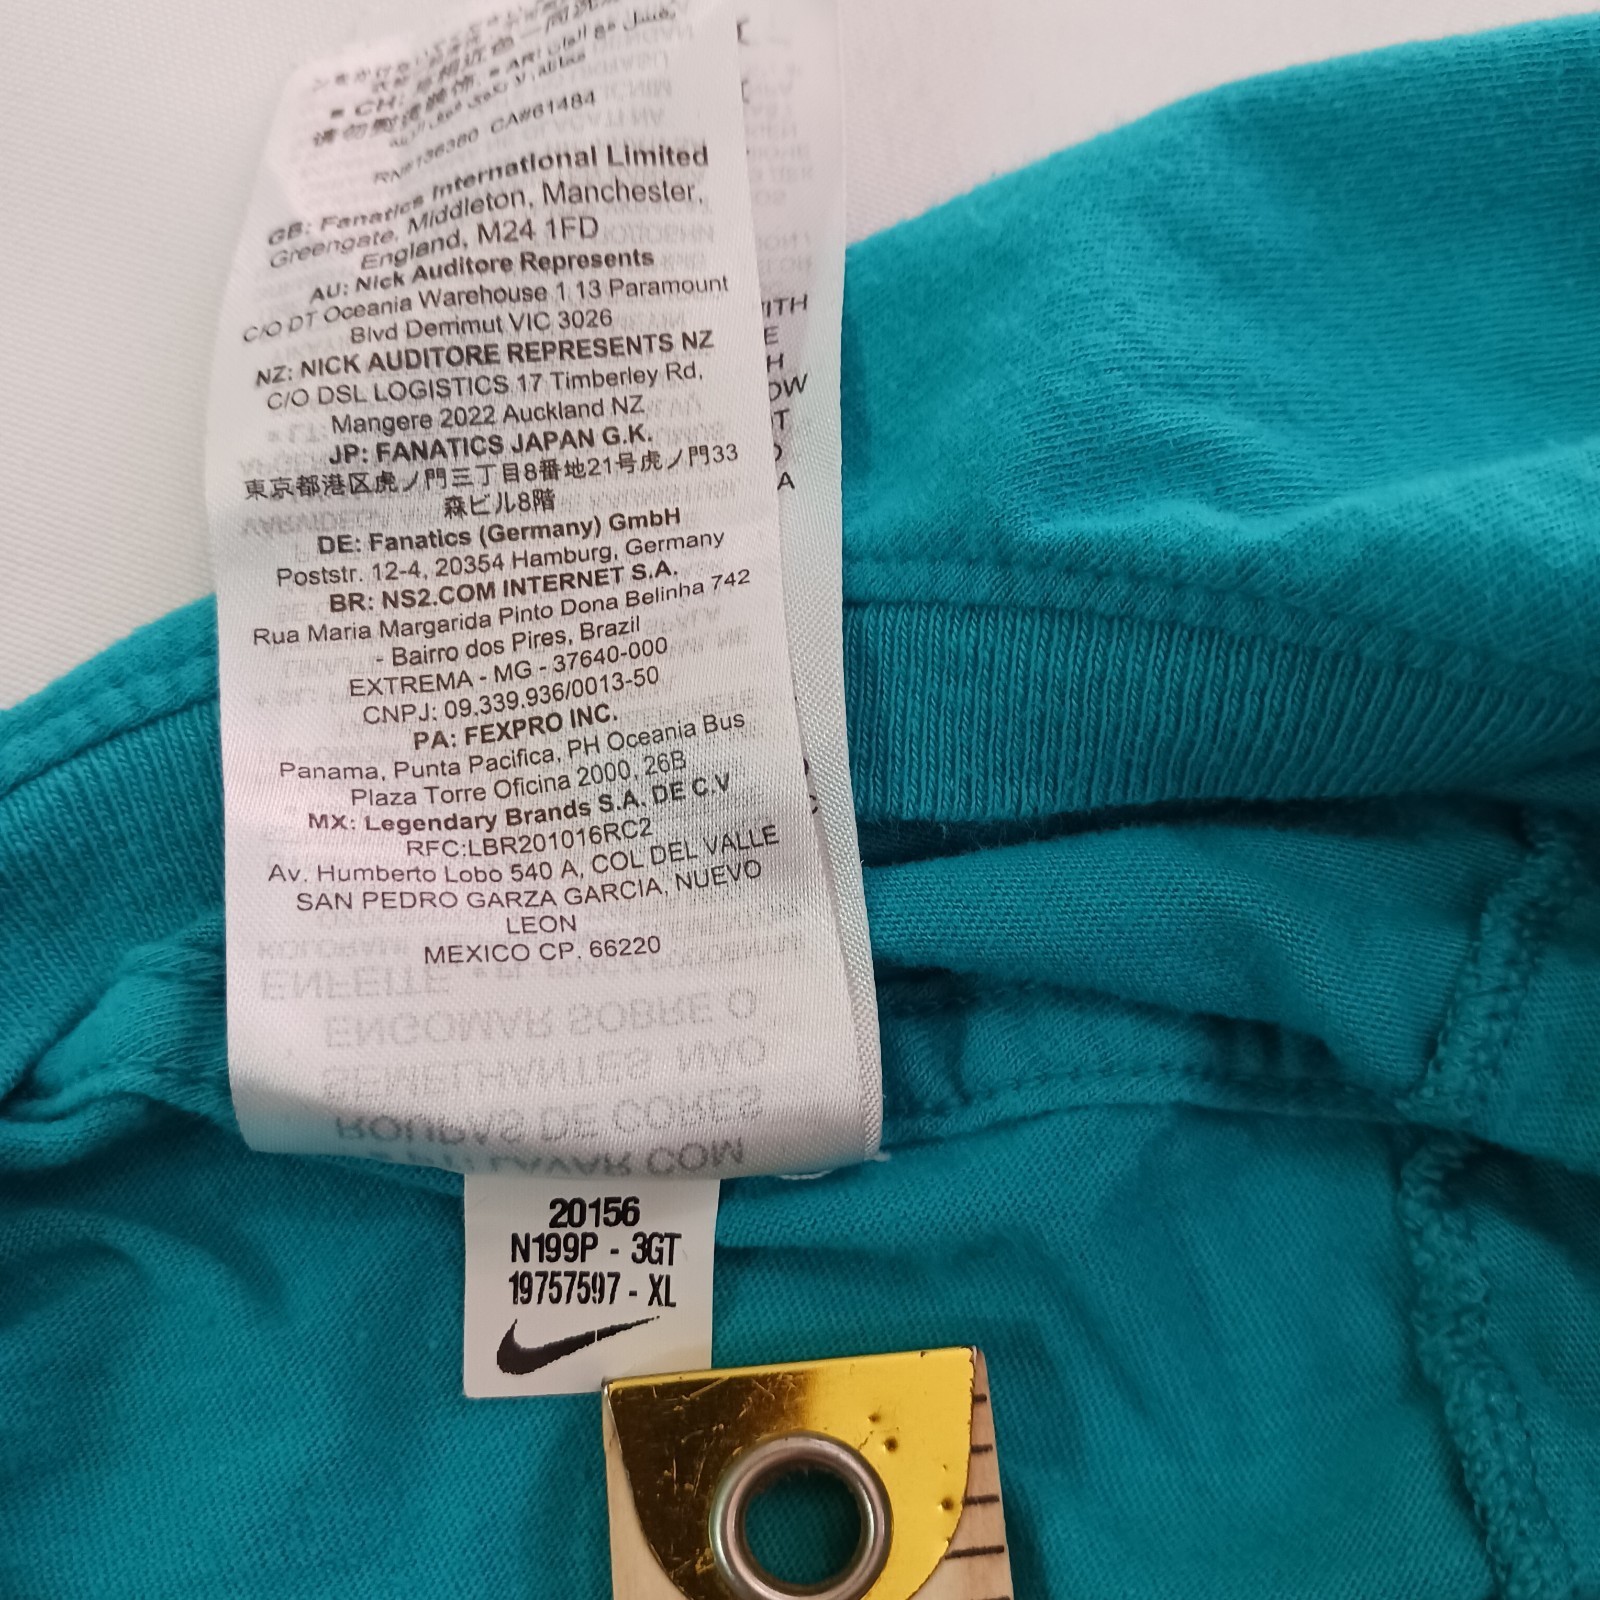 RN#136380 CA#61484
GB: Fanatics International Limited
Greengate, Middleton, Manchester,
England, M24 1FD
AU: Nick Auditore Represents
C/O DT Oceania Warehouse 1 13 Paramount
Blvd Derrimut VIC 3026
NZ: NICK AUDITORE REPRESENTS NZ
C/O DSL LOGISTICS 17 Timberley Rd,
Mangere 2022 Auckland NZ
JP: FANATICS JAPAN G.K.
東京都港区虎ノ門三丁目8番地21号虎ノ門33
森ビル8階
DE: Fanatics (Germany) GmbH
Poststr. 12-4, 20354 Hamburg, Germany
BR: NS2.COM INTERNET S.A.
Rua Maria Margarida Pinto Dona Belinha 742
- Bairro dos Pires, Brazil
EXTREMA - MG - 37640-000
CNPJ: 09.339.936/0013-50
PA: FEXPRO INC.
Panama, Punta Pacifica, PH Oceania Bus
Plaza Torre Oficina 2000, 26B
MX: Legendary Brands S.A. DE C.V
RFC:LBR201016RC2
Av. Humberto Lobo 540 A, COL DEL VALLE
SAN PEDRO GARZA GARCIA, NUEVO
LEON
MEXICO CP. 66220
20156
N199P - 3GT
19757597 - XL